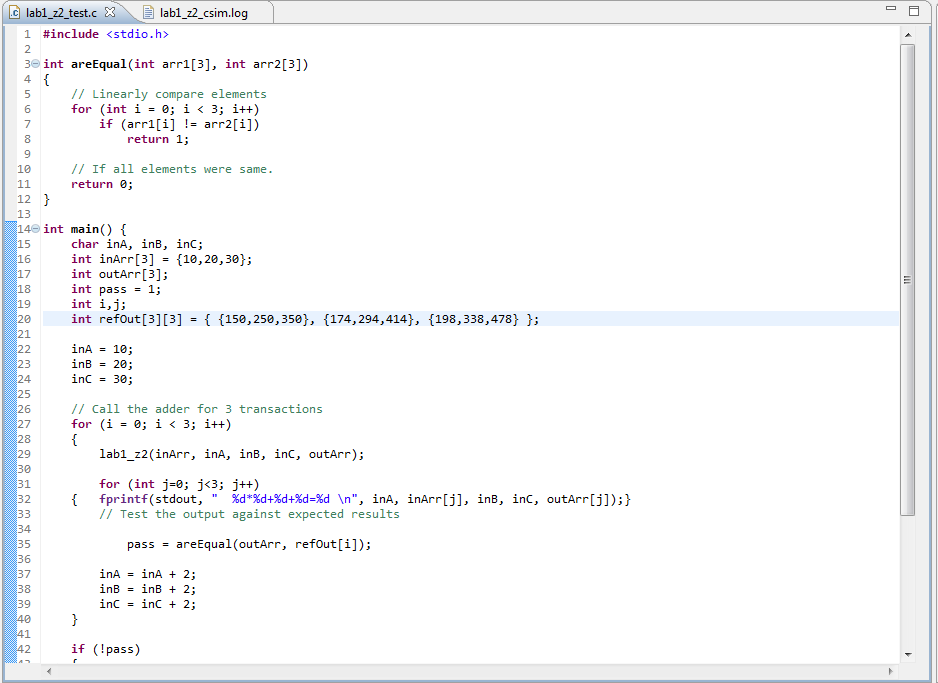 lab1_z2_test.c lab1_z2_csim.log
1 #include <stdio.h>
2
3 int areEqual(int arr1[3], int arr2[3])
4 {
5     // Linearly compare elements
6     for (int i = 0; i < 3; i++)
7         if (arr1[i] != arr2[i])
8             return 1;
9
10     // If all elements were same.
11     return 0;
12 }
13
14 int main() {
15     char inA, inB, inC;
16     int inArr[3] = {10,20,30};
17     int outArr[3];
18     int pass = 1;
19     int i,j;
20     int refOut[3][3] = { {150,250,350}, {174,294,414}, {198,338,478} };
21
22     inA = 10;
23     inB = 20;
24     inC = 30;
25
26     // Call the adder for 3 transactions
27     for (i = 0; i < 3; i++)
28     {
29         lab1_z2(inArr, inA, inB, inC, outArr);
30
31         for (int j=0; j<3; j++)
32     {   fprintf(stdout, "  %d*%d+%d+%d=%d \n", inA, inArr[j], inB, inC, outArr[j]);}
33         // Test the output against expected results
34
35             pass = areEqual(outArr, refOut[i]);
36
37         inA = inA + 2;
38         inB = inB + 2;
39         inC = inC + 2;
40     }
41
42     if (!pass)